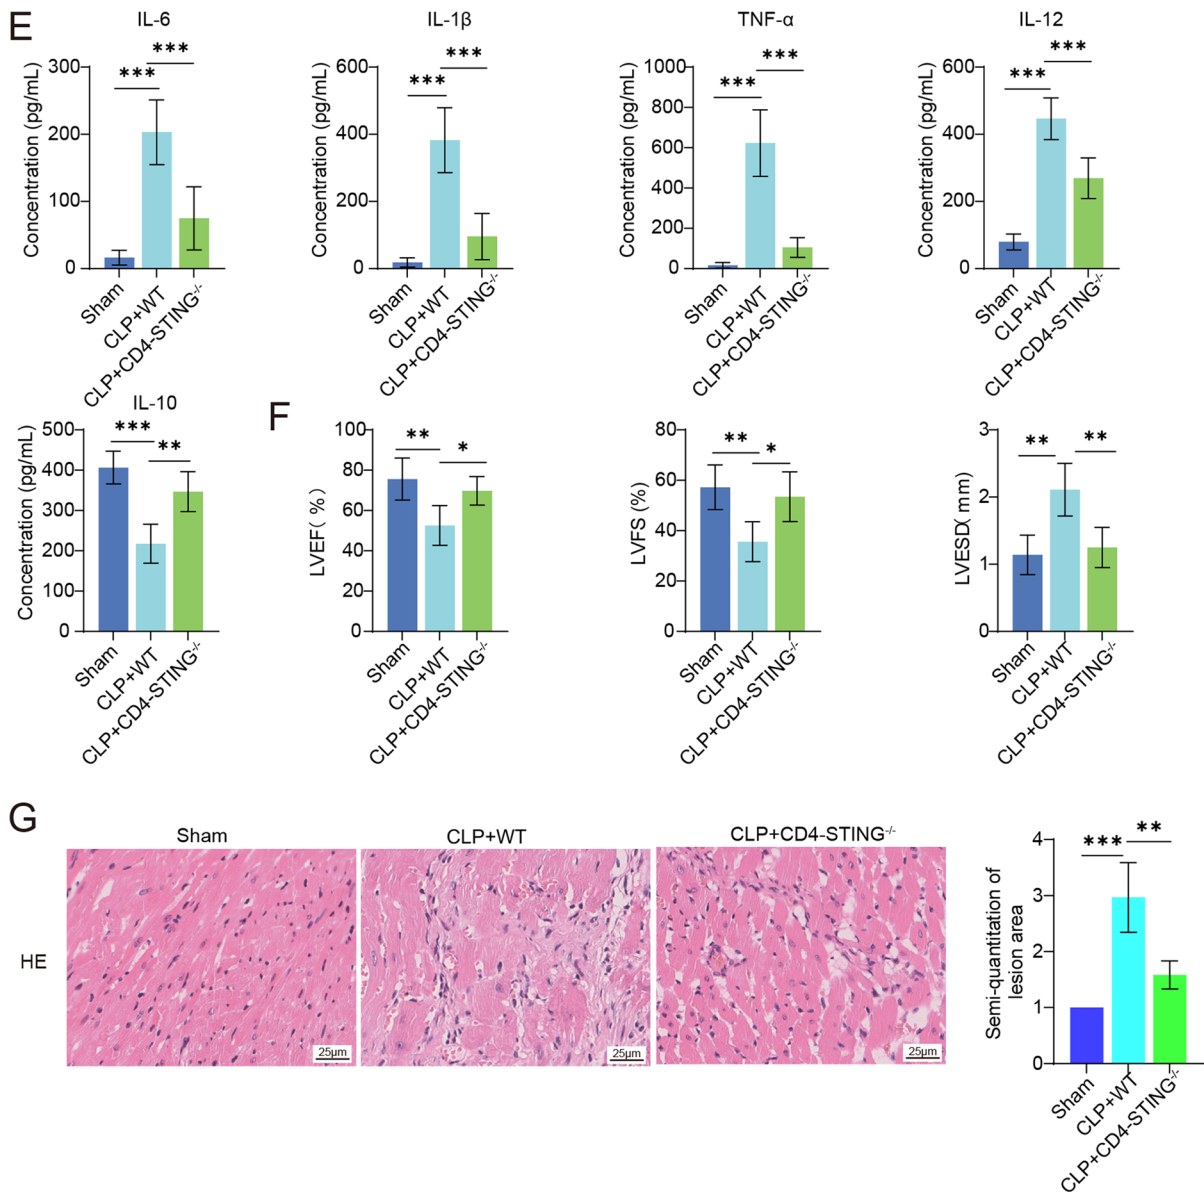 E
IL-6
IL-1β
TNF-α
IL-12
Concentration (pg/mL)
300
200
100
0
***
***
Sham
CLP+WT
CLP+CD4-STING-/-
Concentration (pg/mL)
600
400
200
0
***
***
Sham
CLP+WT
CLP+CD4-STING-/-
Concentration (pg/mL)
1000
800
600
400
200
0
***
***
Sham
CLP+WT
CLP+CD4-STING-/-
Concentration (pg/mL)
600
400
200
0
***
***
Sham
CLP+WT
CLP+CD4-STING-/-
IL-10
Concentration (pg/mL)
500
400
300
200
100
0
***
**
Sham
CLP+WT
CLP+CD4-STING-/-
F
LVEF( %)
100
80
60
40
20
0
**
*
Sham
CLP+WT
CLP+CD4-STING-/-
LVFS (%)
80
60
40
20
0
**
*
Sham
CLP+WT
CLP+CD4-STING-/-
LVESD( mm)
3
2
1
0
**
**
Sham
CLP+WT
CLP+CD4-STING-/-
G
Sham
CLP+WT
CLP+CD4-STING-/-
HE
25μm
25μm
25μm
Semi-quantitation of
lesion area
4
3
2
1
0
***
**
Sham
CLP+WT
CLP+CD4-STING-/-